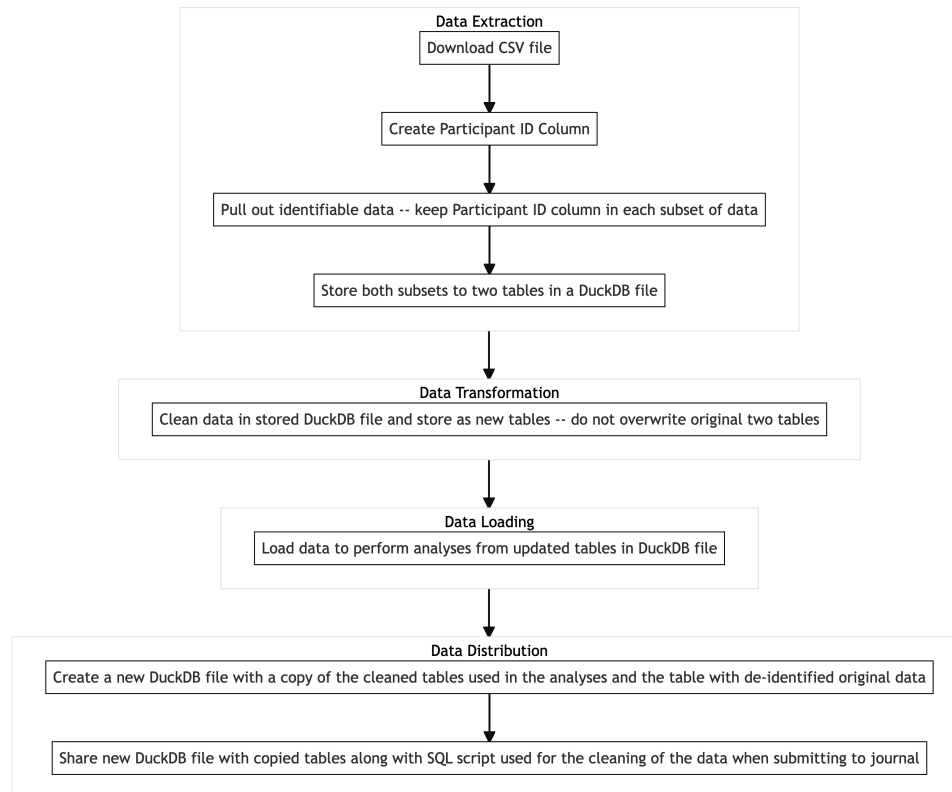 Data Extraction
Download CSV file
Create Participant ID Column
Pull out identifiable data -- keep Participant ID column in each subset of data
Store both subsets to two tables in a DuckDB file
Data Transformation
Clean data in stored DuckDB file and store as new tables -- do not overwrite original two tables
Data Loading
Load data to perform analyses from updated tables in DuckDB file
Data Distribution
Create a new DuckDB file with a copy of the cleaned tables used in the analyses and the table with de-identified original data
Share new DuckDB file with copied tables along with SQL script used for the cleaning of the data when submitting to journal